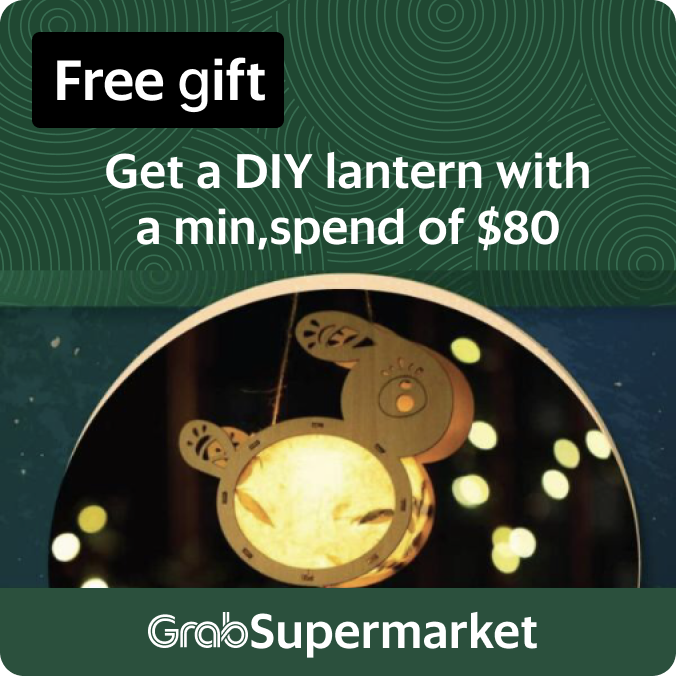 Free gift
Get a DIY lantern with
a min,spend of $80
GrabSupermarket